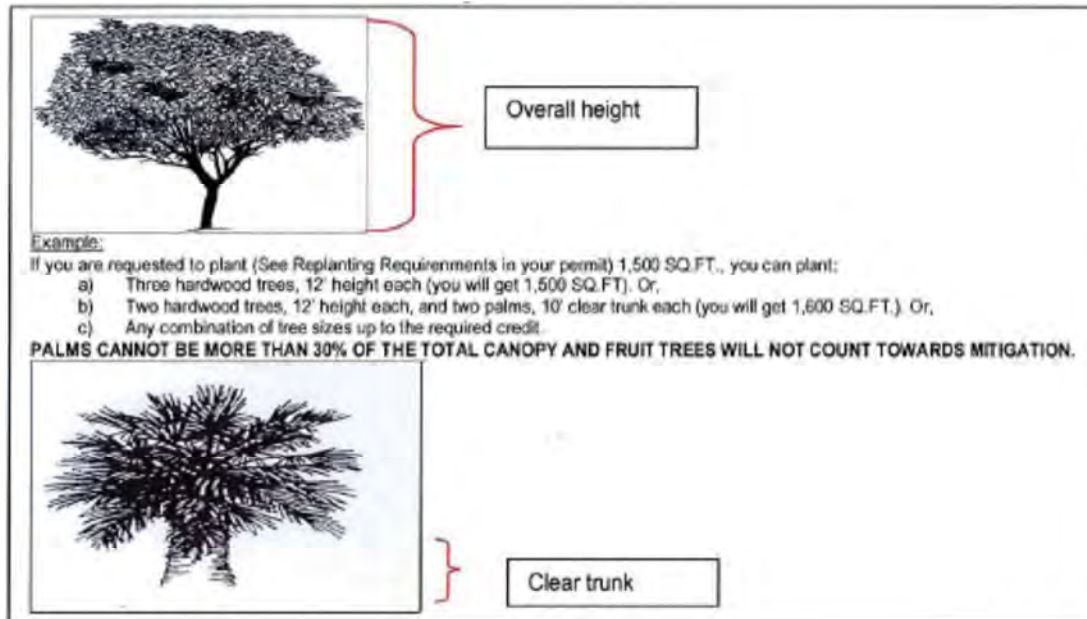 Overall height
Example:
If you are requested to plant (See Replanting Requirenments in your permit) 1,500 SQ.FT., you can plant:
a) Three hardwood trees, 12' height each (you will get 1,500 SQ.FT). Or,
b) Two hardwood trees, 12' height each, and two palms, 10' clear trunk each (you will get 1,600 SQ.FT.). Or,
c) Any combination of tree sizes up to the required credit.
PALMS CANNOT BE MORE THAN 30% OF THE TOTAL CANOPY AND FRUIT TREES WILL NOT COUNT TOWARDS MITIGATION.
Clear trunk